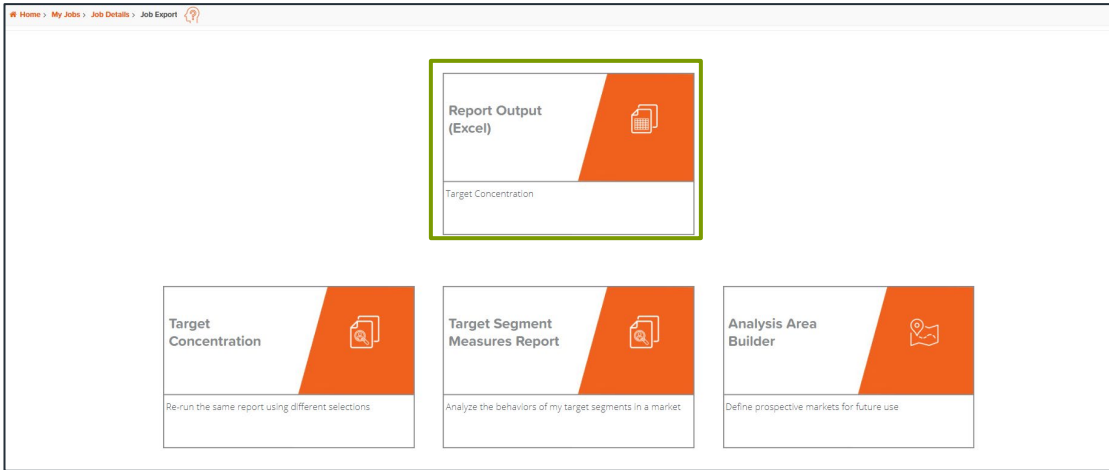 Home > My Jobs > Job Details > Job Export
Report Output
(Excel)
Target Concentration
Target
Concentration
Re-run the same report using different selections
Target Segment
Measures Report
Analyze the behaviors of my target segments in a market
Analysis Area
Builder
Define prospective markets for future use